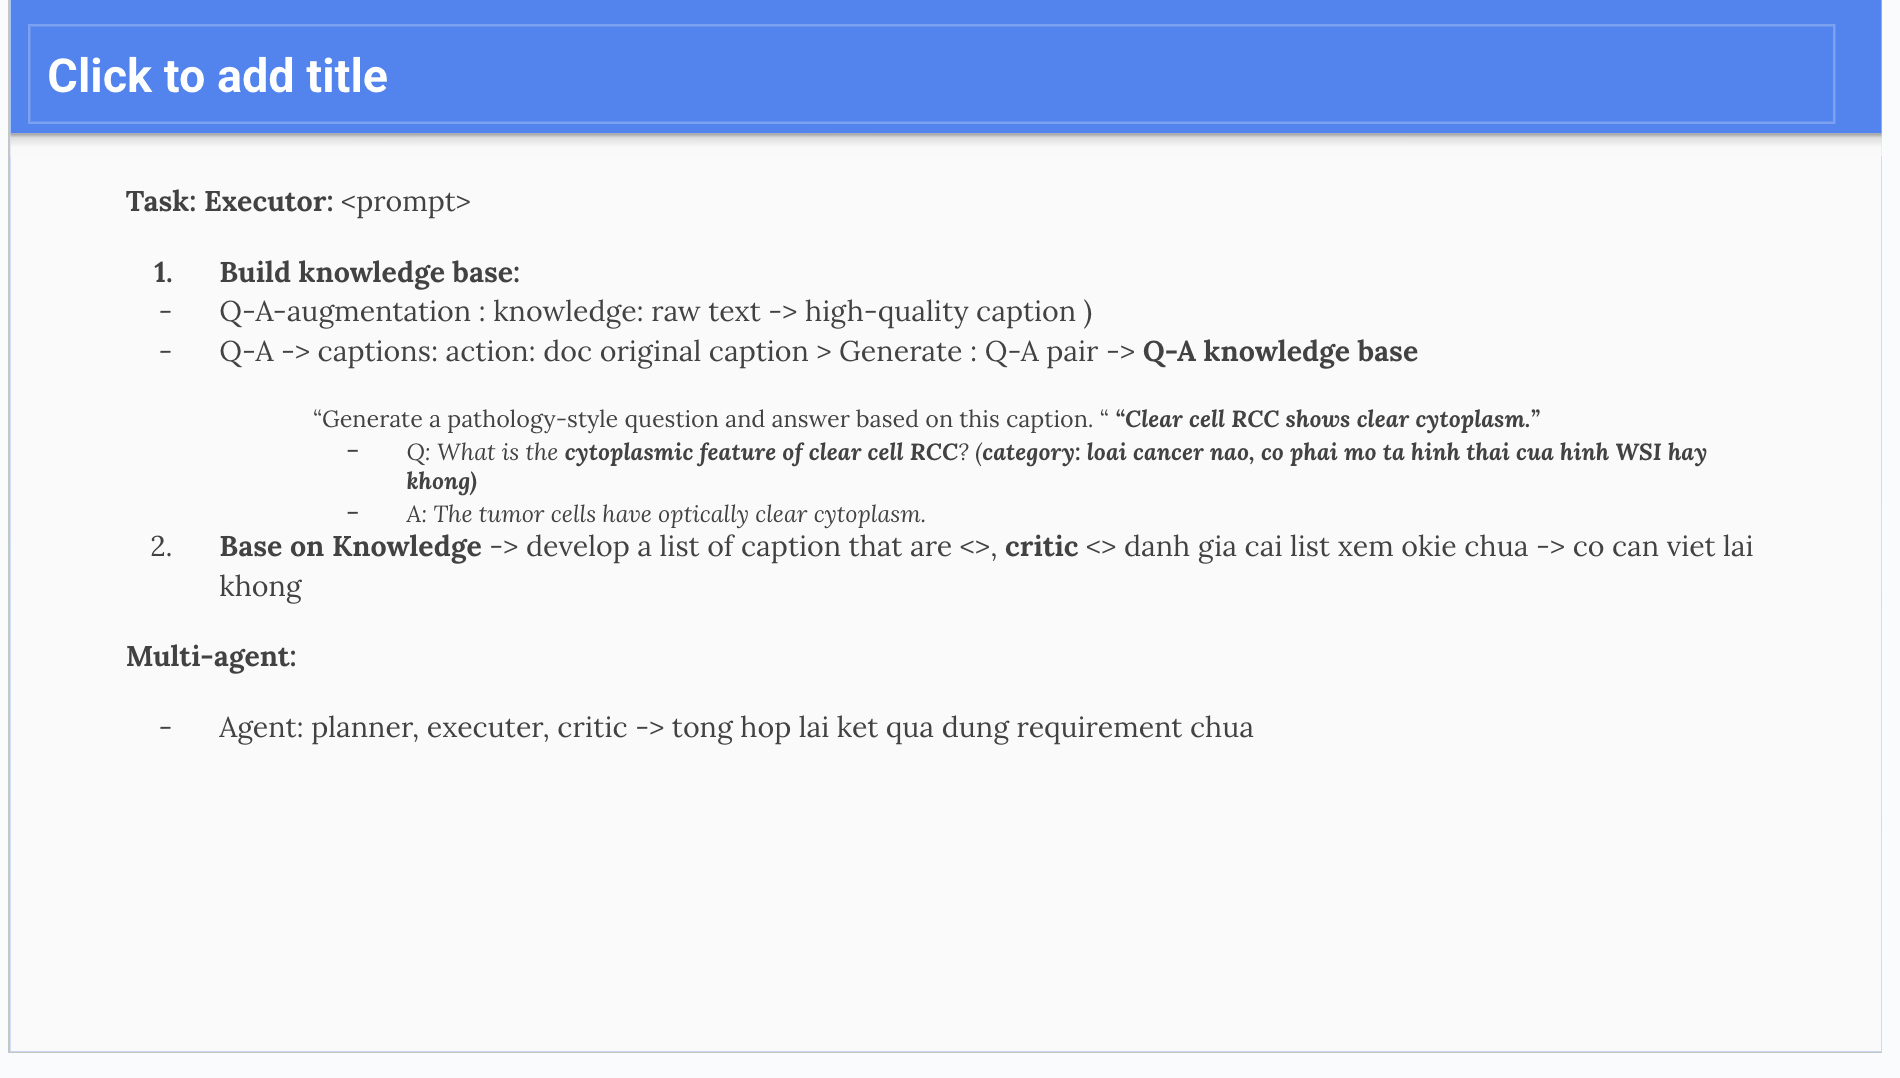 Click to add title
Task: Executor: <prompt>
1. Build knowledge base:
- Q-A-augmentation : knowledge: raw text -> high-quality caption )
- Q-A -> captions: action: doc original caption > Generate : Q-A pair -> Q-A knowledge base
“Generate a pathology-style question and answer based on this caption. “ “Clear cell RCC shows clear cytoplasm.”
- Q: What is the cytoplasmic feature of clear cell RCC? (category: loai cancer nao, co phai mo ta hinh thai cua hinh WSI hay
khong)
- A: The tumor cells have optically clear cytoplasm.
2. Base on Knowledge -> develop a list of caption that are <>, critic <> danh gia cai list xem okie chua -> co can viet lai
khong
Multi-agent:
- Agent: planner, executer, critic -> tong hop lai ket qua dung requirement chua